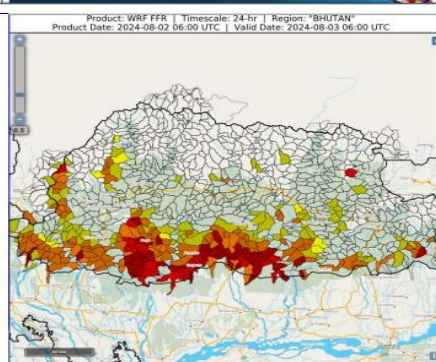 Product: WRF FFR | Timescale: 24-hr | Region: "BHUTAN"
Product Date: 2024-08-02 06:00 UTC | Valid Date: 2024-08-03 06:00 UTC